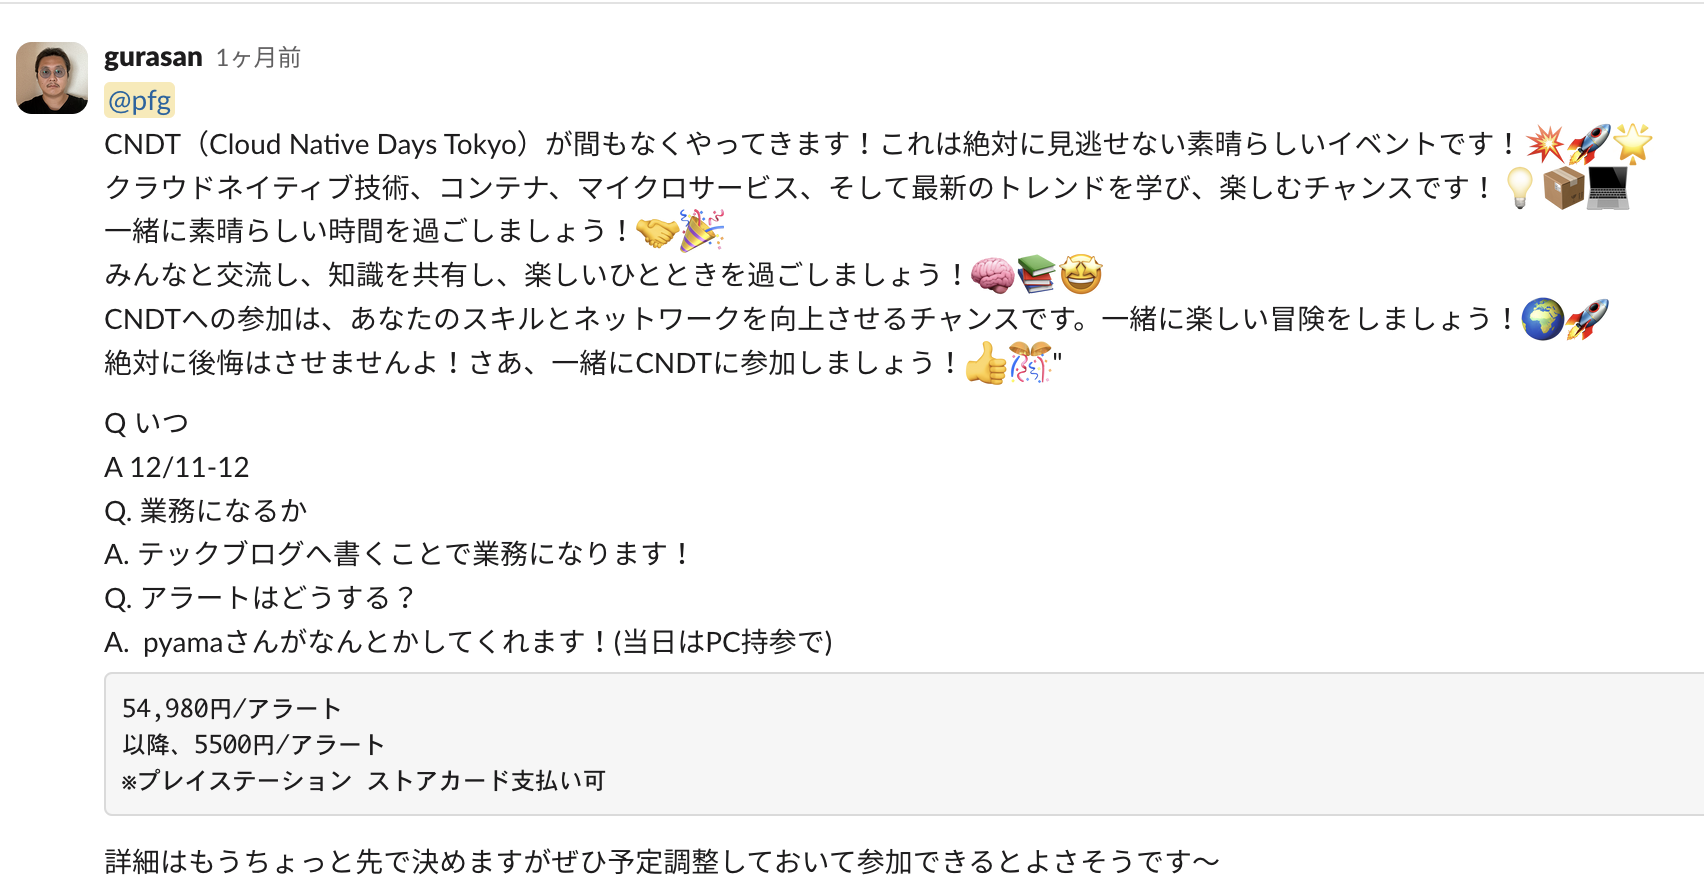 gurasan 1ヶ月前
@pfg
CNDT（Cloud Native Days Tokyo）が間もなくやってきます！これは絶対に見逃せない素晴らしいイベントです！💥🚀🌟
クラウドネイティブ技術、コンテナ、マイクロサービス、そして最新のトレンドを学び、楽しむチャンスです！💡📦💻
一緒に素晴らしい時間を過ごしましょう！🤝🎉
みんなと交流し、知識を共有し、楽しいひとときを過ごしましょう！🧠📚🤩
CNDTへの参加は、あなたのスキルとネットワークを向上させるチャンスです。一緒に楽しい冒険をしましょう！🌍🚀
絶対に後悔はさせませんよ！さあ、一緒にCNDTに参加しましょう！👍🎊"
Q いつ
A 12/11-12
Q. 業務になるか
A. テックブログへ書くことで業務になります！
Q. アラートはどうする？
A. pyamaさんがなんとかしてくれます！(当日はPC持参で)
54,980円/アラート
以降、5500円/アラート
※プレイステーション ストアカード支払い可
詳細はもうちょっと先で決めますがぜひ予定調整しておいて参加できるとよさそうです〜